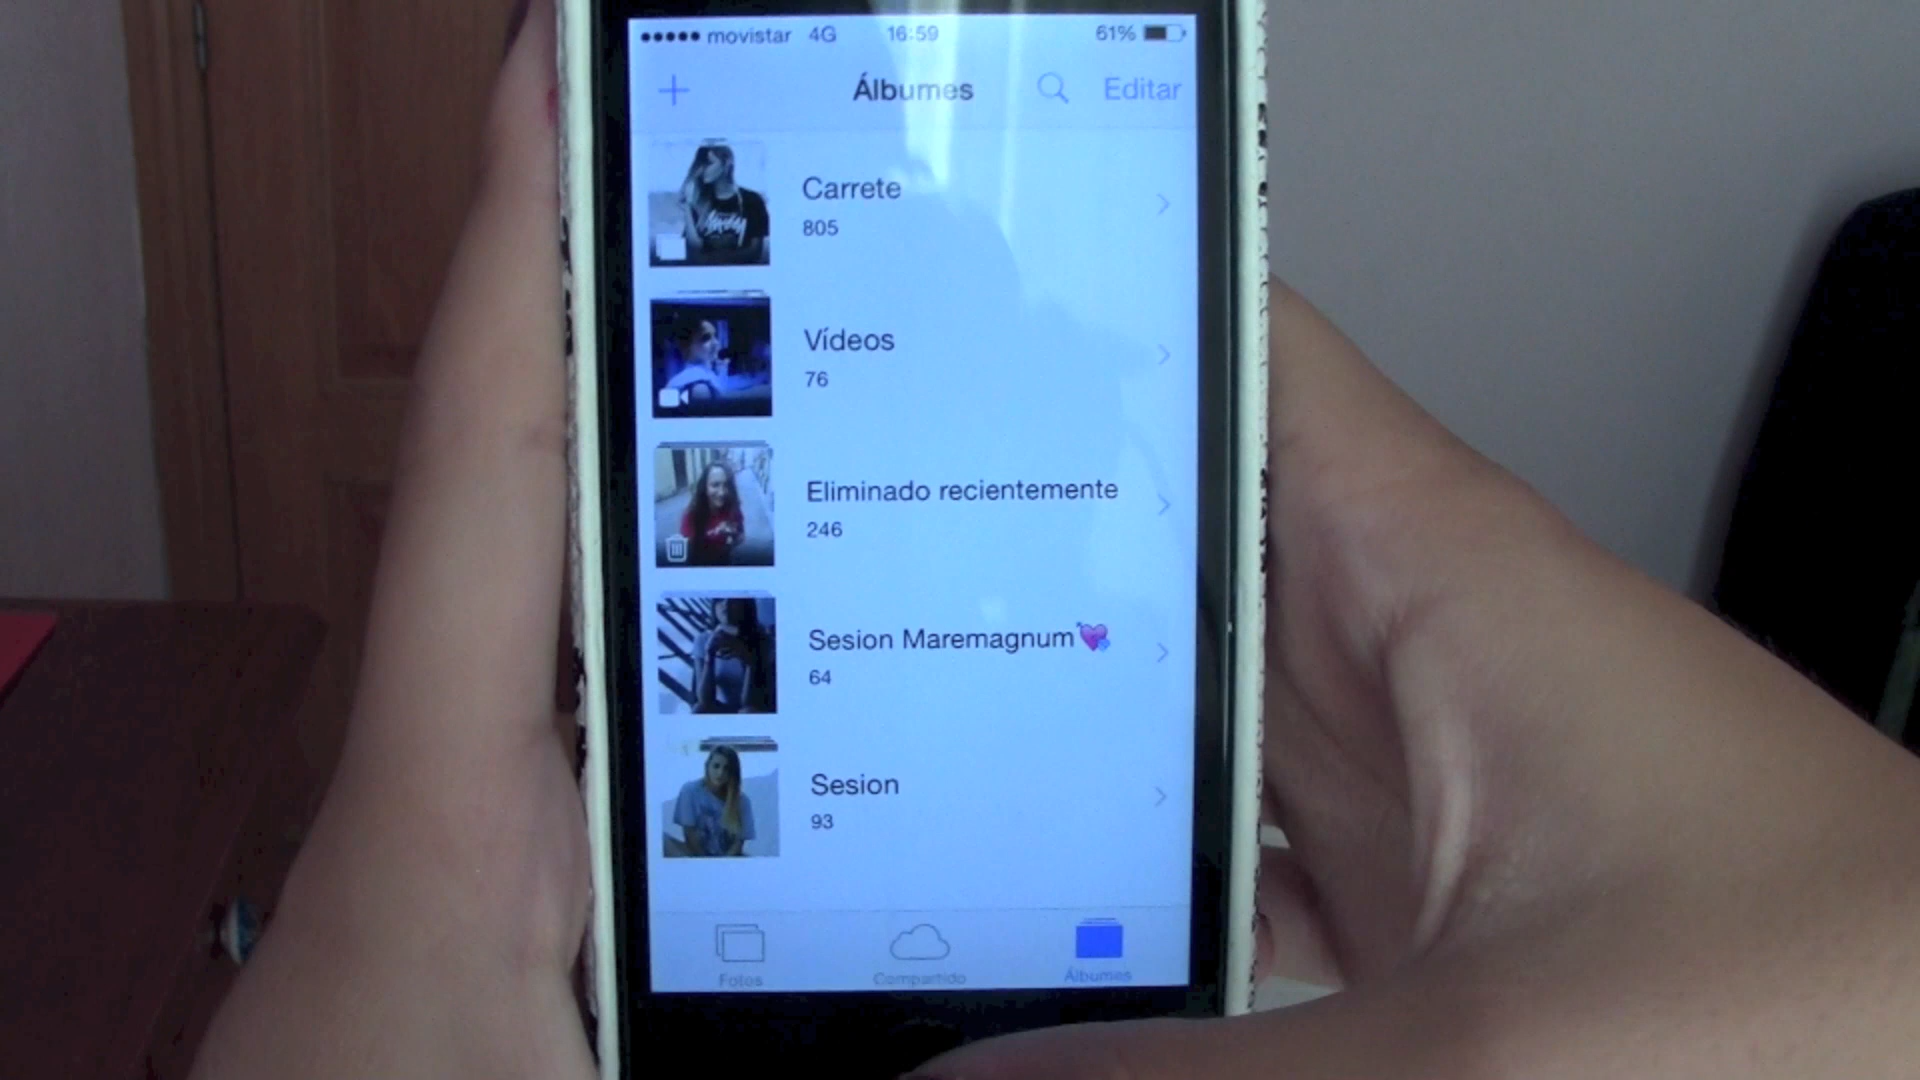 movistar 4G 16:59 61%
Álbumes Editar
Carrete
805
Vídeos
76
Eliminado recientemente
246
Sesion Maremagnum💘
64
Sesion
93
Fotos Compartido Álbumes